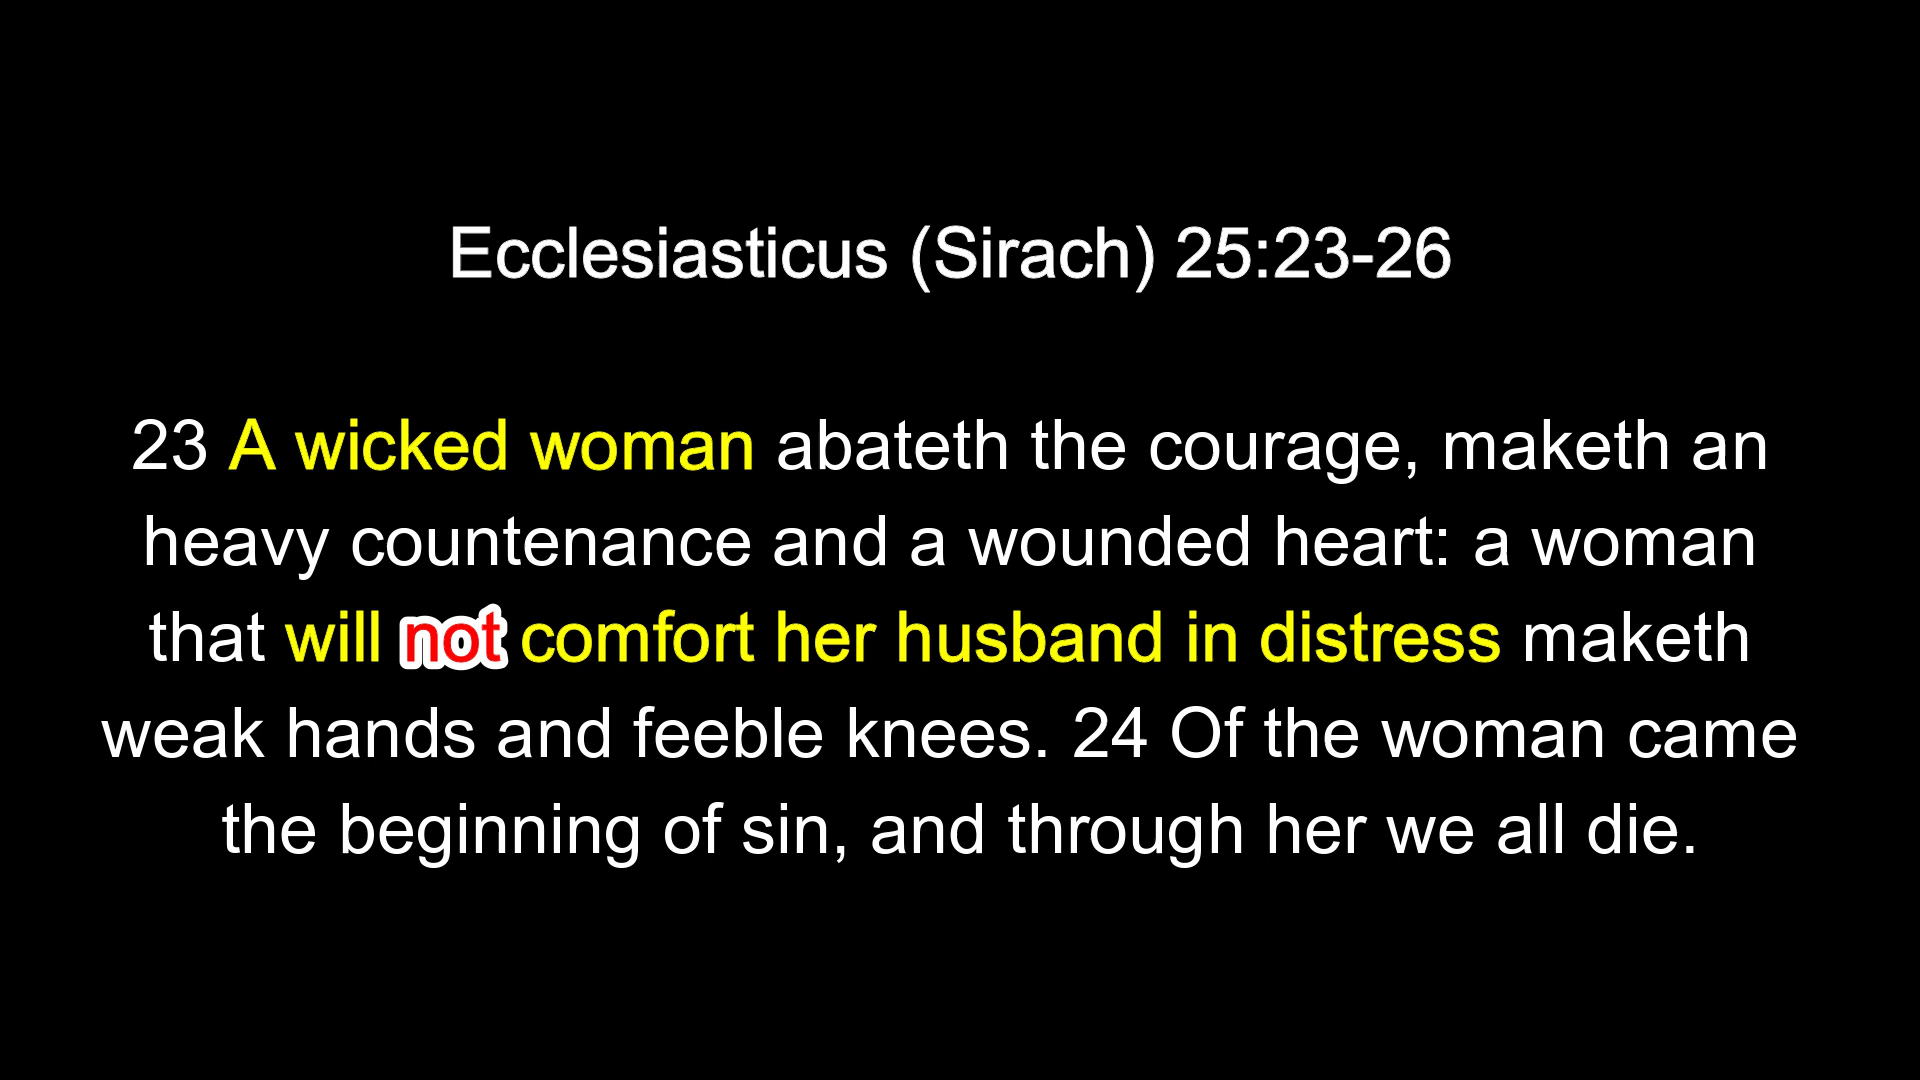 Ecclesiasticus (Sirach) 25:23-26
23 A wicked woman abateth the courage, maketh an
heavy countenance and a wounded heart: a woman
that will not comfort her husband in distress maketh
weak hands and feeble knees. 24 Of the woman came
the beginning of sin, and through her we all die.